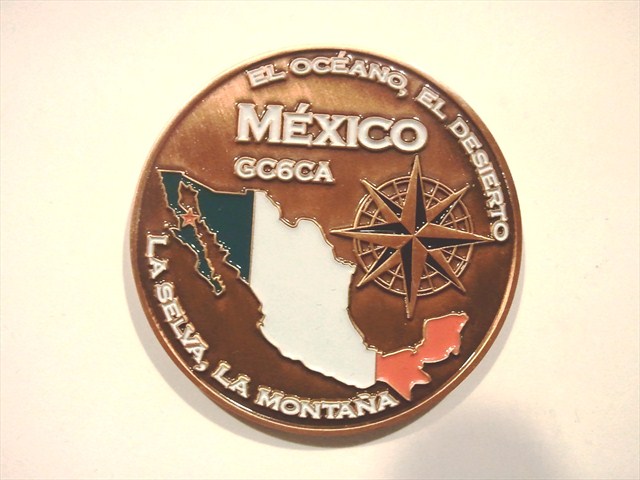 EL OCÉANO, EL DESIERTO
MÉXICO
GC6CA
LA SELVA, LA MONTAÑA